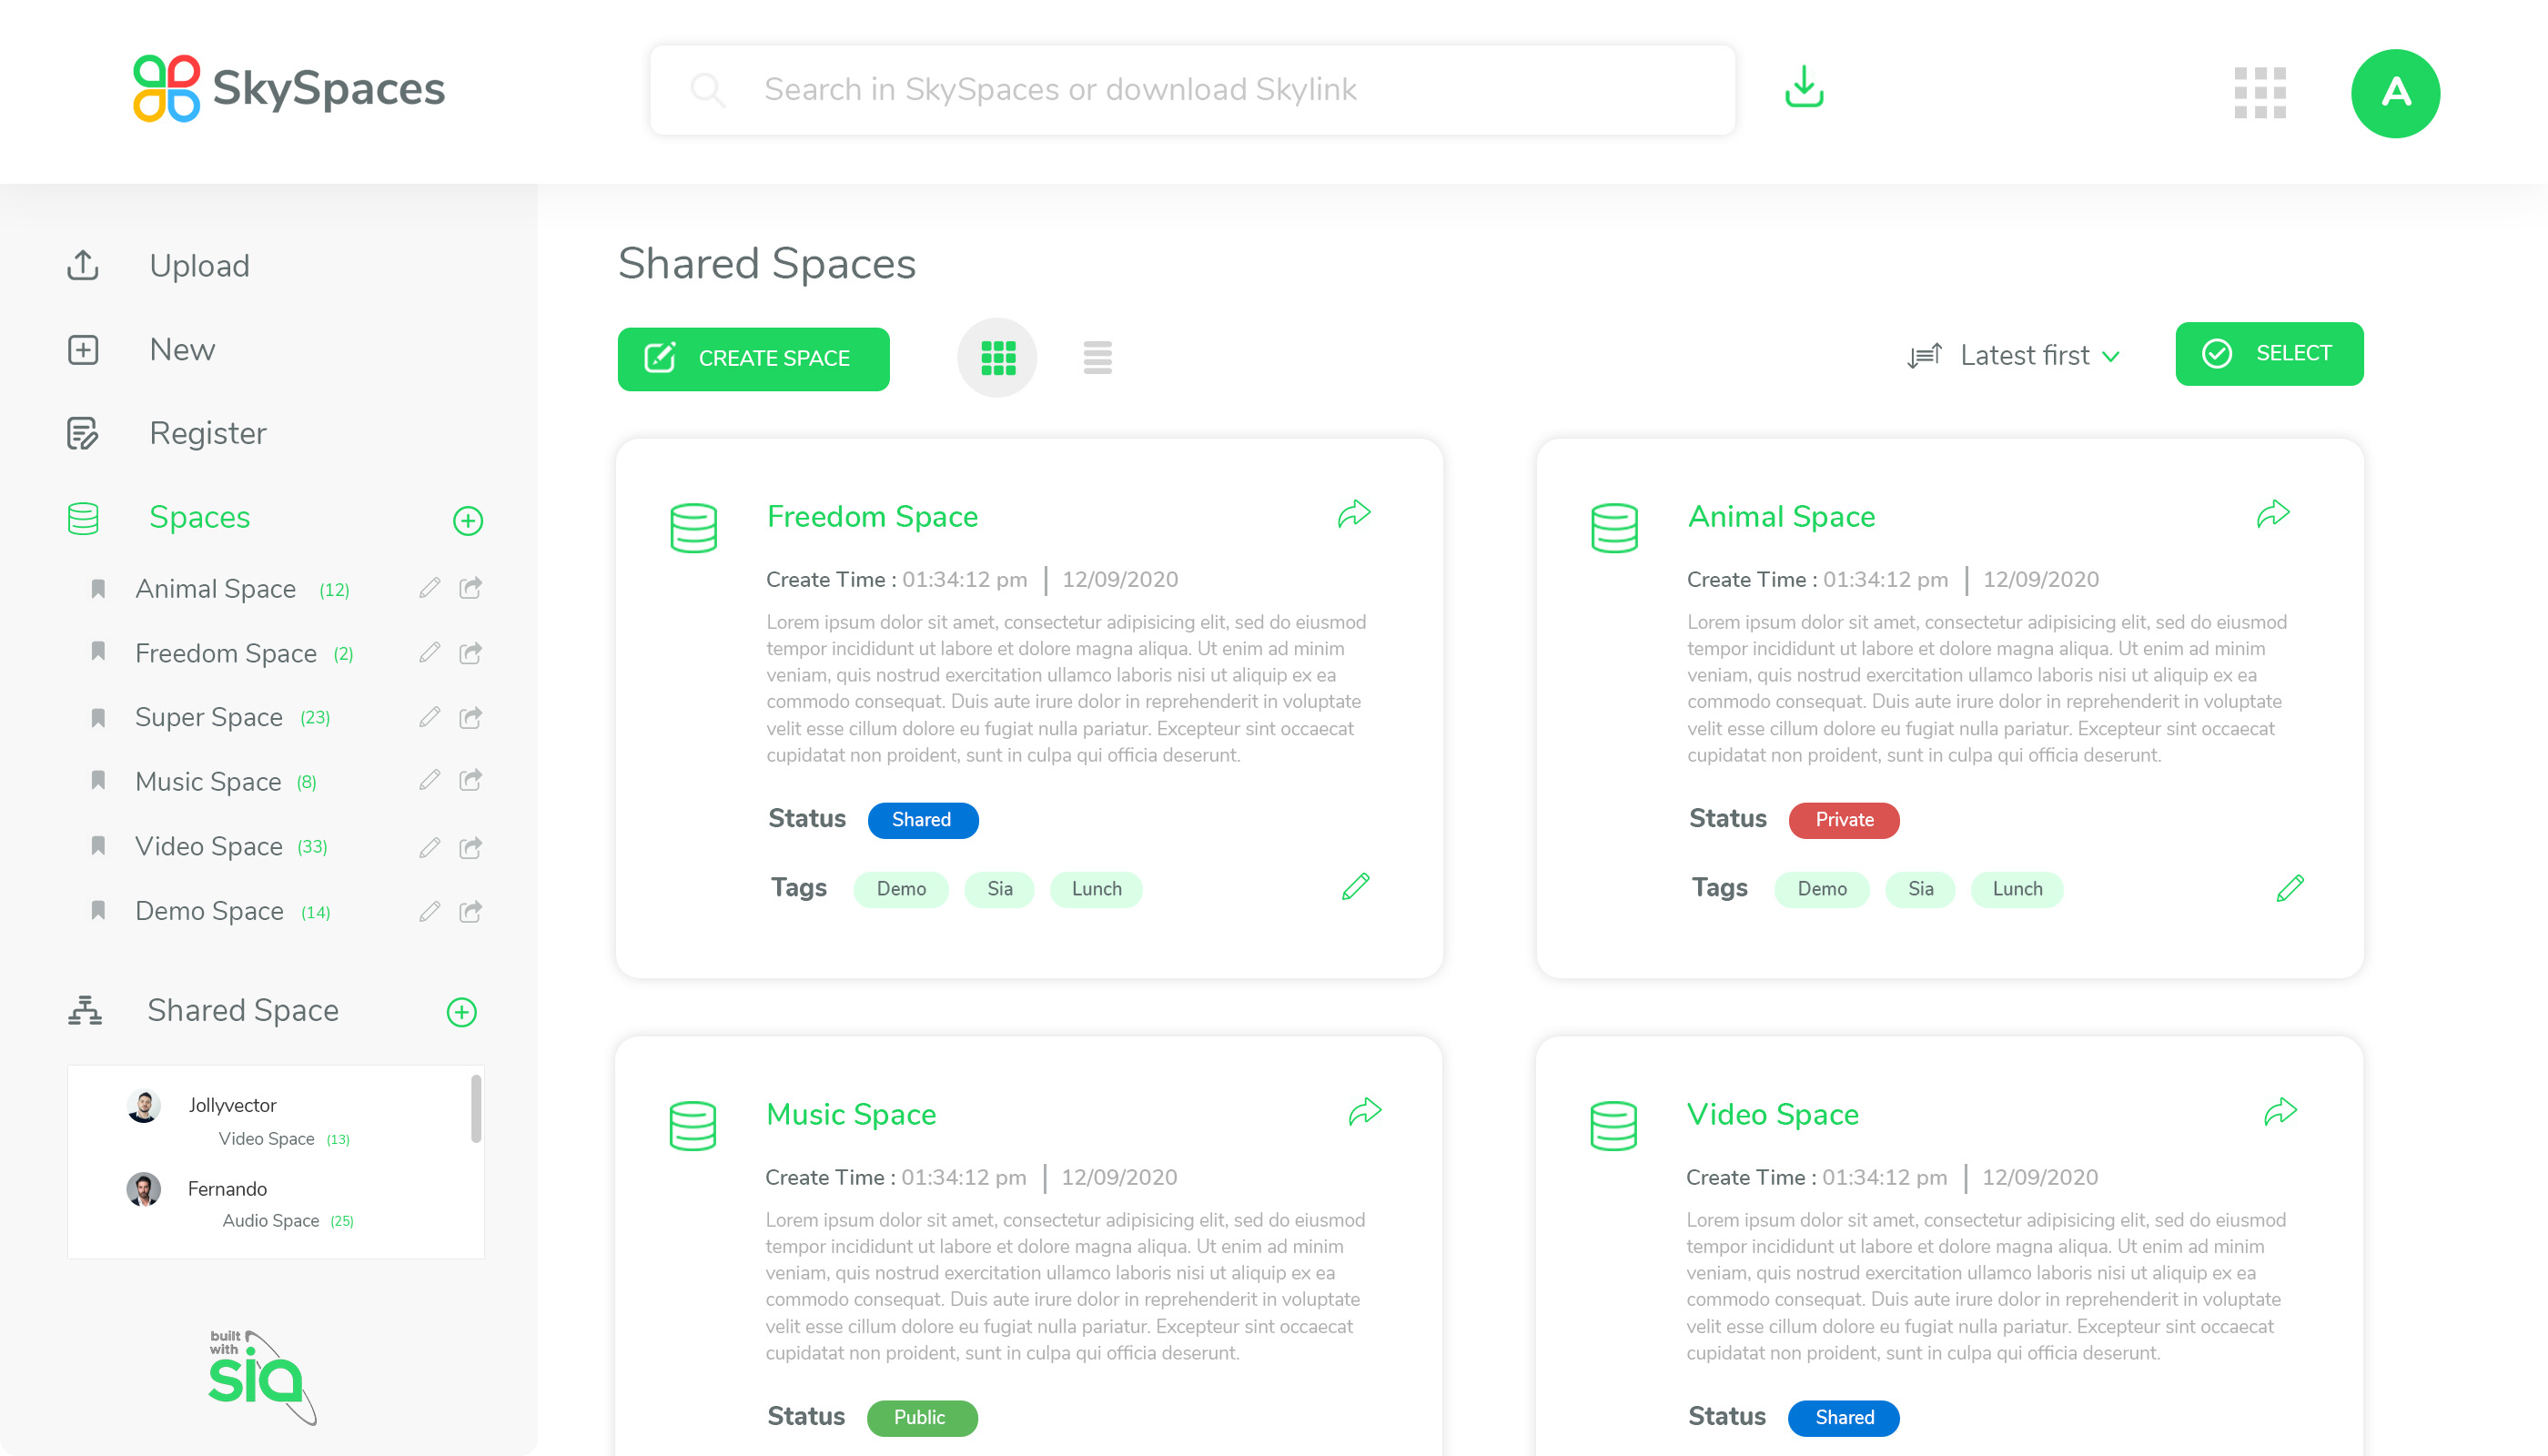 SkySpaces
Search in SkySpaces or download Skylink
A
Upload
New
Register
Spaces
Animal Space (12)
Freedom Space (2)
Super Space (23)
Music Space (8)
Video Space (33)
Demo Space (14)
Shared Space
Jollyvector
Video Space (13)
Fernando
Audio Space (25)
built
with
sia
Shared Spaces
CREATE SPACE
Latest first
SELECT
Freedom Space
Create Time : 01:34:12 pm | 12/09/2020
Lorem ipsum dolor sit amet, consectetur adipisicing elit, sed do eiusmod
tempor incididunt ut labore et dolore magna aliqua. Ut enim ad minim
veniam, quis nostrud exercitation ullamco laboris nisi ut aliquip ex ea
commodo consequat. Duis aute irure dolor in reprehenderit in voluptate
velit esse cillum dolore eu fugiat nulla pariatur. Excepteur sint occaecat
cupidatat non proident, sunt in culpa qui officia deserunt.
Status Shared
Tags Demo Sia Lunch
Animal Space
Create Time : 01:34:12 pm | 12/09/2020
Lorem ipsum dolor sit amet, consectetur adipisicing elit, sed do eiusmod
tempor incididunt ut labore et dolore magna aliqua. Ut enim ad minim
veniam, quis nostrud exercitation ullamco laboris nisi ut aliquip ex ea
commodo consequat. Duis aute irure dolor in reprehenderit in voluptate
velit esse cillum dolore eu fugiat nulla pariatur. Excepteur sint occaecat
cupidatat non proident, sunt in culpa qui officia deserunt.
Status Private
Tags Demo Sia Lunch
Music Space
Create Time : 01:34:12 pm | 12/09/2020
Lorem ipsum dolor sit amet, consectetur adipisicing elit, sed do eiusmod
tempor incididunt ut labore et dolore magna aliqua. Ut enim ad minim
veniam, quis nostrud exercitation ullamco laboris nisi ut aliquip ex ea
commodo consequat. Duis aute irure dolor in reprehenderit in voluptate
velit esse cillum dolore eu fugiat nulla pariatur. Excepteur sint occaecat
cupidatat non proident, sunt in culpa qui officia deserunt.
Status Public
Video Space
Create Time : 01:34:12 pm | 12/09/2020
Lorem ipsum dolor sit amet, consectetur adipisicing elit, sed do eiusmod
tempor incididunt ut labore et dolore magna aliqua. Ut enim ad minim
veniam, quis nostrud exercitation ullamco laboris nisi ut aliquip ex ea
commodo consequat. Duis aute irure dolor in reprehenderit in voluptate
velit esse cillum dolore eu fugiat nulla pariatur. Excepteur sint occaecat
cupidatat non proident, sunt in culpa qui officia deserunt.
Status Shared